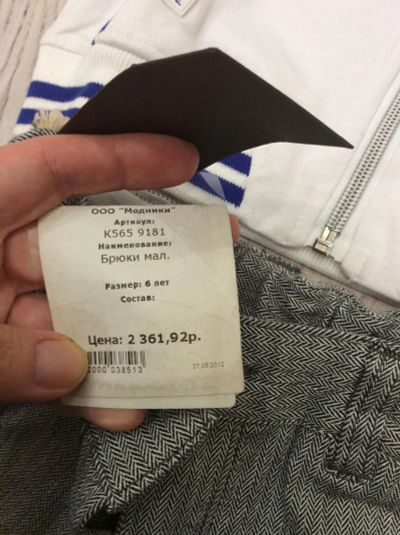 ООО "Модники"
Артикул:
К565 9181
Наименование:
Брюки мал.
Размер: 6 лет
Состав:
Цена: 2 361,92р.
2000 038513
27.09.2012